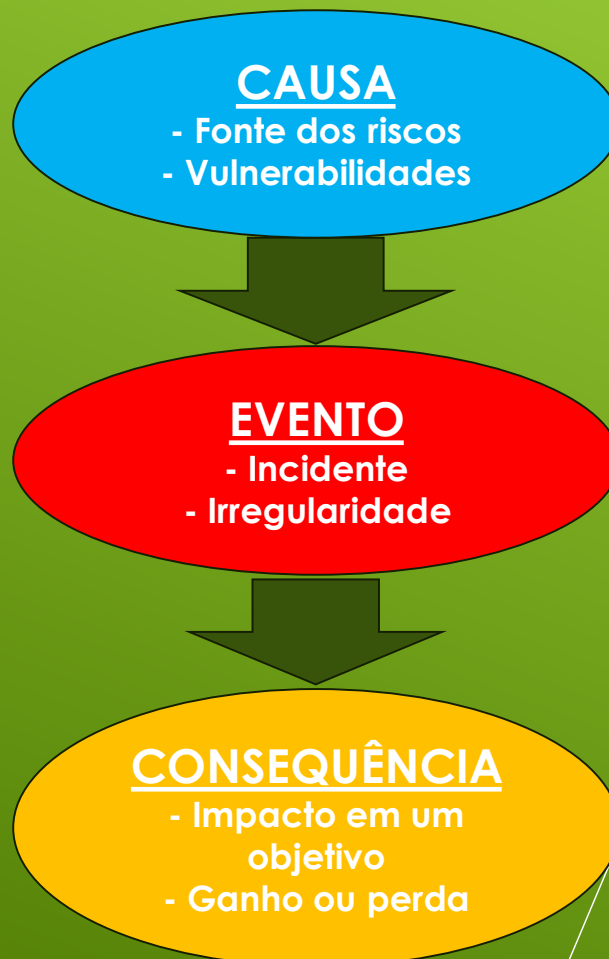 CAUSA
- Fonte dos riscos
- Vulnerabilidades
EVENTO
- Incidente
- Irregularidade
CONSEQUÊNCIA
- Impacto em um
objetivo
- Ganho ou perda